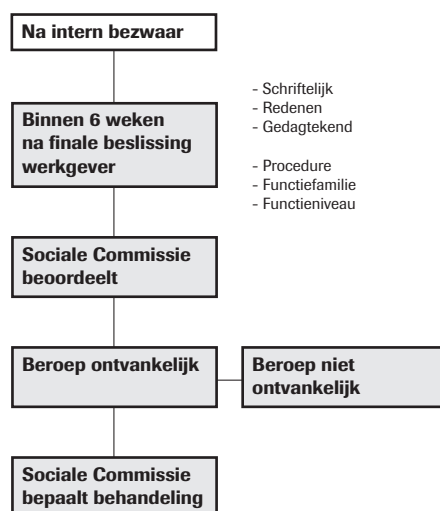 Na intern bezwaar
Binnen 6 weken
na finale beslissing
werkgever
- Schriftelijk
- Redenen
- Gedagtekend
- Procedure
- Functiefamilie
- Functieniveau
Sociale Commissie
beoordeelt
Beroep ontvankelijk
Beroep niet
ontvankelijk
Sociale Commissie
bepaalt behandeling